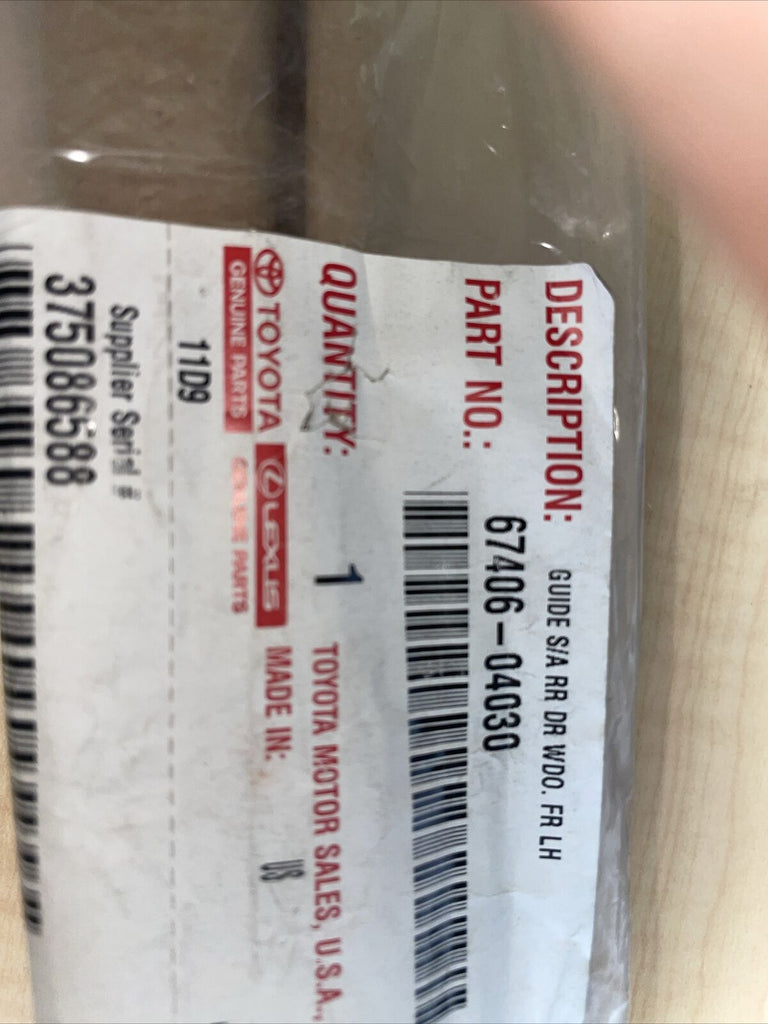 DESCRIPTION: GUIDE S/A RR DR WDO. FR LH
PART NO.: 67406-04030
QUANTITY: 1 TOYOTA MOTOR SALES, U.S.A.,
TOYOTA LEXUS MADE IN: US
GENUINE PARTS GENUINE PARTS
11D9
Supplier Serial #
375086588